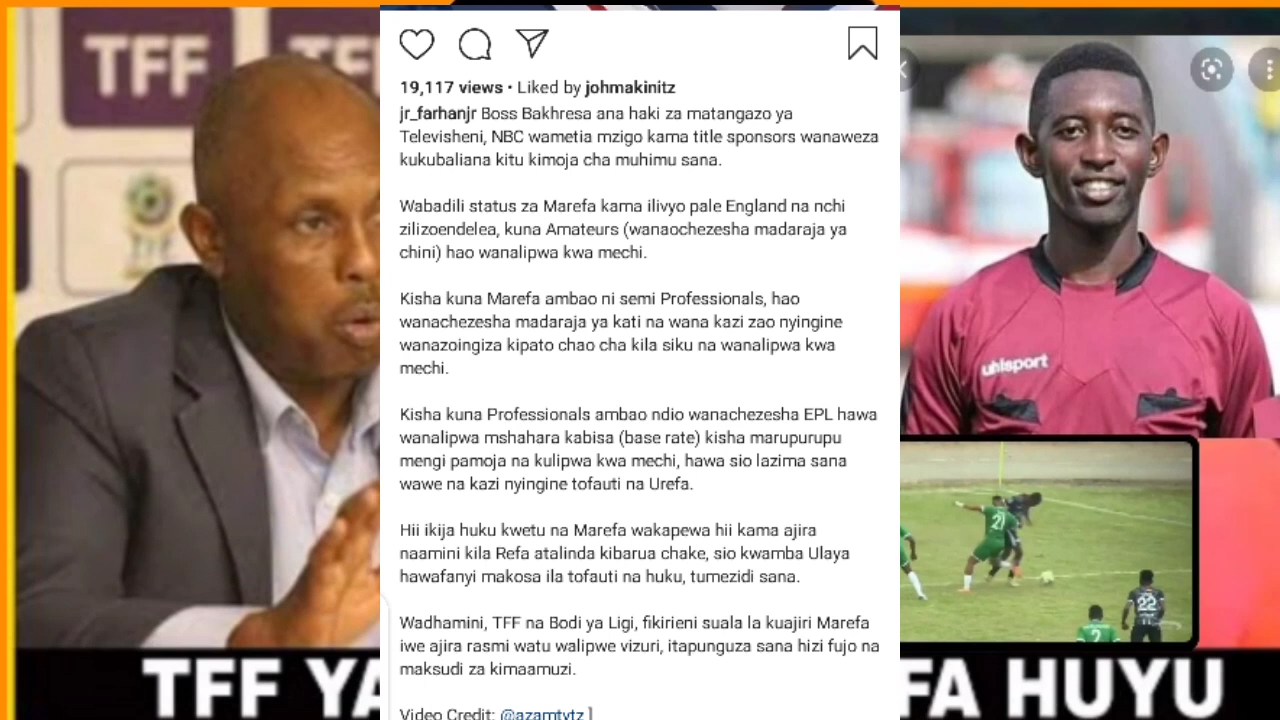 TFF
TF
19,117 views • Liked by johmakinitz
jr_farhanjr Boss Bakhresa ana haki za matangazo ya
Televisheni, NBC wametia mzigo kama title sponsors wanaweza
kukubaliana kitu kimoja cha muhimu sana.
Wabadili status za Marefa kama ilivyo pale England na nchi
zilizoendelea, kuna Amateurs (wanaochezesha madaraja ya
chini) hao wanalipwa kwa mechi.
Kisha kuna Marefa ambao ni semi Professionals, hao
wanachezesha madaraja ya kati na wana kazi zao nyingine
wanazoingiza kipato chao cha kila siku na wanalipwa kwa
mechi.
Kisha kuna Professionals ambao ndio wanachezesha EPL hawa
wanalipwa mshahara kabisa (base rate) kisha marupurupu
mengi pamoja na kulipwa kwa mechi, hawa sio lazima sana
wawe na kazi nyingine tofauti na Urefa.
Hii ikija huku kwetu na Marefa wakapewa hii kama ajira
naamini kila Refa atalinda kibarua chake, sio kwamba Ulaya
hawafanyi makosa ila tofauti na huku, tumezidi sana.
Wadhamini, TFF na Bodi ya Ligi, fikirieni suala la kuajiri Marefa
iwe ajira rasmi watu walipwe vizuri, itapunguza sana hizi fujo na
maksudi za kimaamuzi.
Video Credit: @azamtvtz ]
uhlsport
21
22
2
TFF YA
FA HUYU